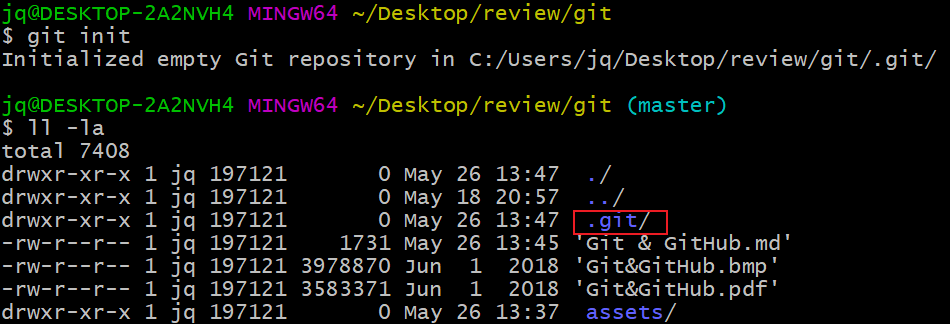 jq@DESKTOP-2A2NVH4 MINGW64 ~/Desktop/review/git
$ git init
Initialized empty Git repository in C:/Users/jq/Desktop/review/git/.git/
jq@DESKTOP-2A2NVH4 MINGW64 ~/Desktop/review/git (master)
$ ll -la
total 7408
drwxr-xr-x 1 jq 197121       0 May 26 13:47  ./
drwxr-xr-x 1 jq 197121       0 May 18 20:57  ../
drwxr-xr-x 1 jq 197121       0 May 26 13:47  .git/
-rw-r--r-- 1 jq 197121    1731 May 26 13:45 'Git & GitHub.md'
-rw-r--r-- 1 jq 197121 3978870 Jun  1  2018 'Git&GitHub.bmp'
-rw-r--r-- 1 jq 197121 3583371 Jun  1  2018 'Git&GitHub.pdf'
drwxr-xr-x 1 jq 197121       0 May 26 13:37  assets/